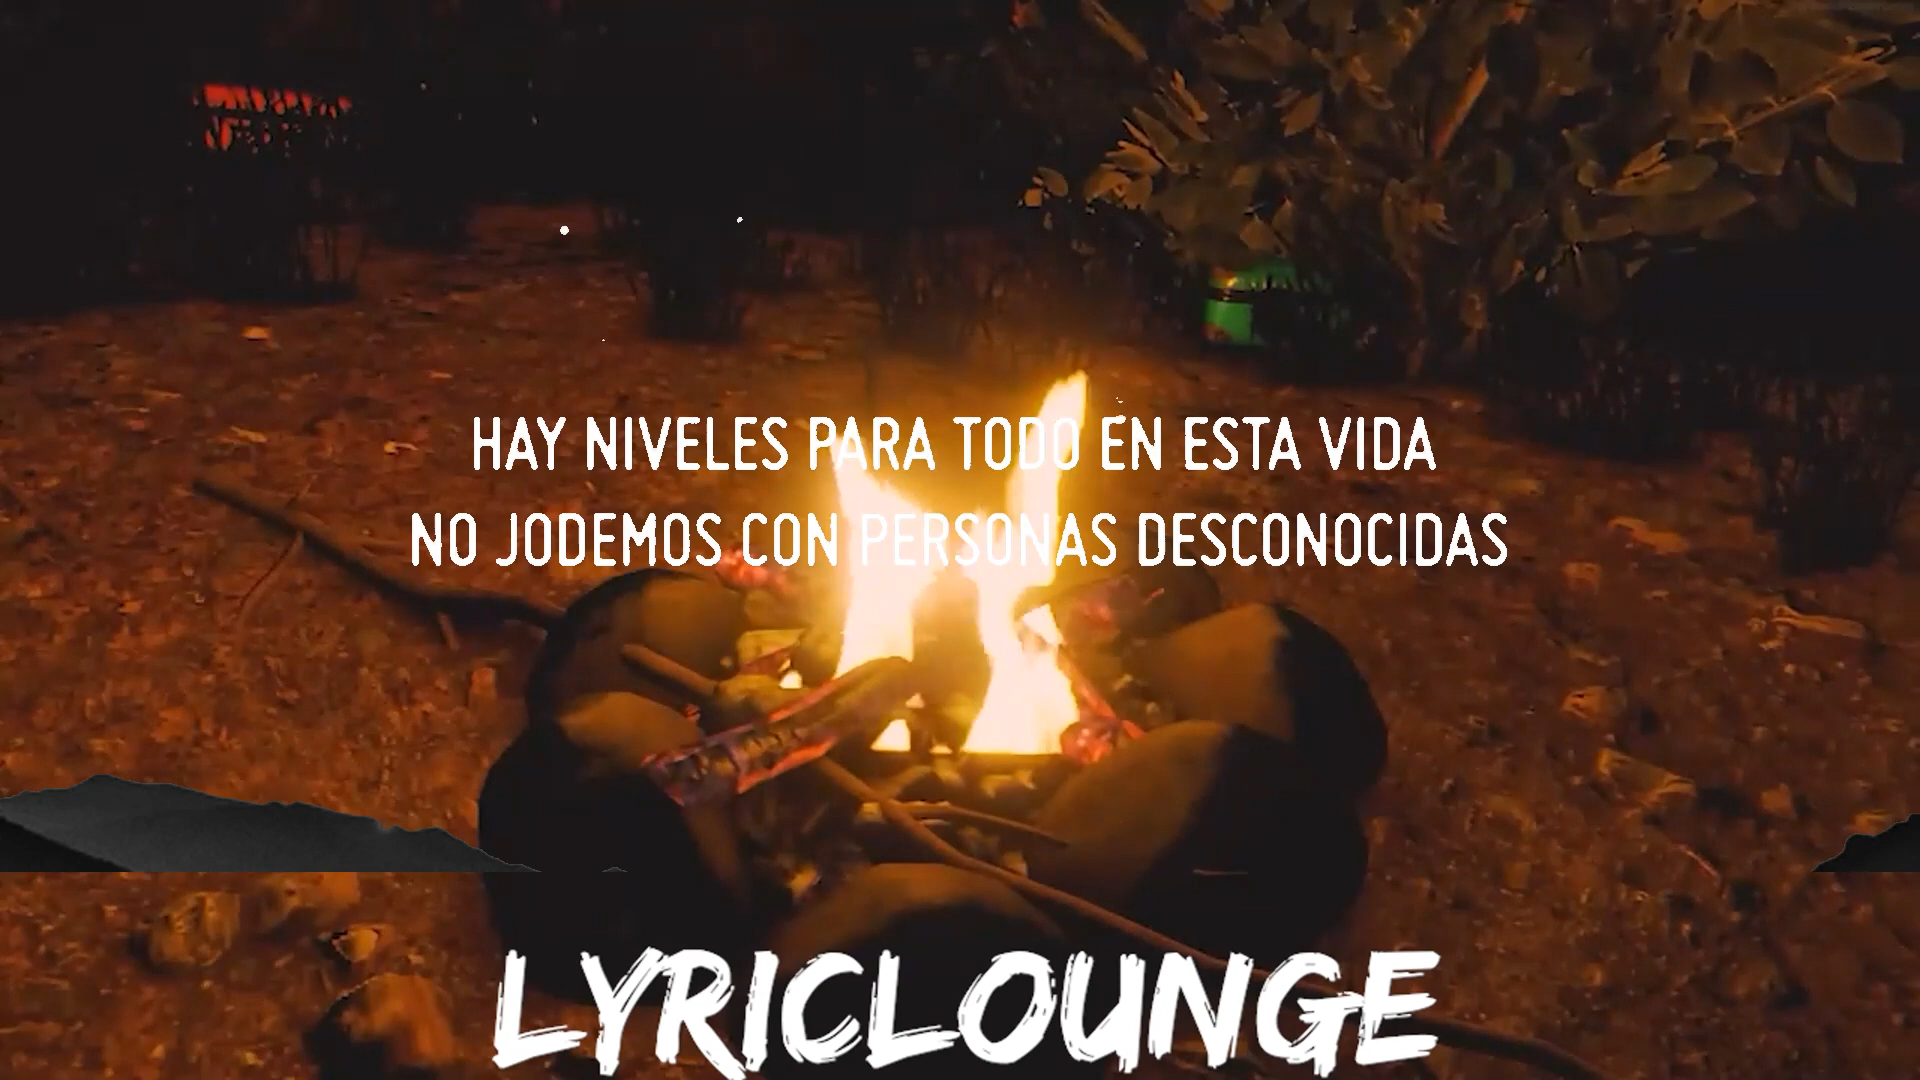 HAY NIVELES PARA TODO EN ESTA VIDA
NO JODEMOS CON PERSONAS DESCONOCIDAS
LYRICLOUNGE